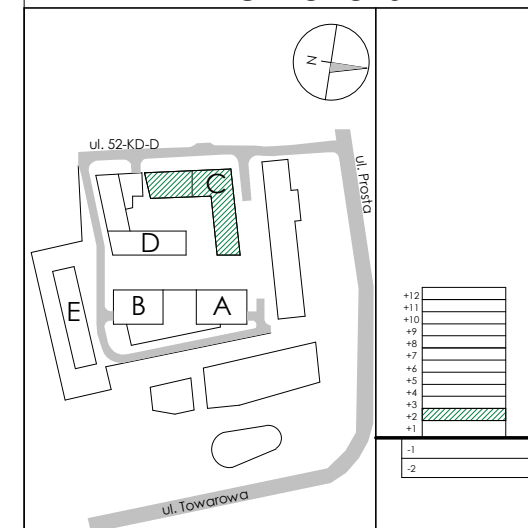 N
ul. 52-KD-D
ul. Prosta
C
D
B
A
E
ul. Towarowa
+12
+11
+10
+9
+8
+7
+6
+5
+4
+3
+2
+1
-1
-2